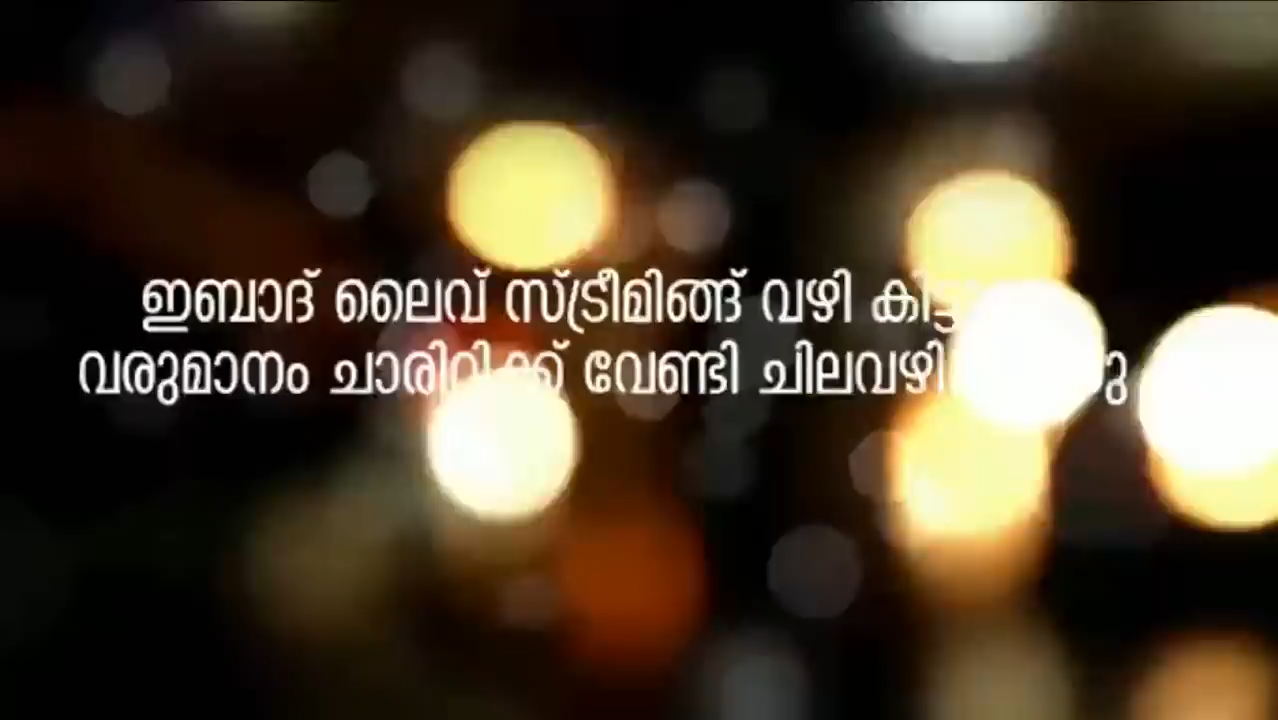 ഇബാദ് ലൈവ് സ്ട്രീമിങ്ങ് വഴി
വരുമാനം ചാരിറ്റിക്ക് വേണ്ടി